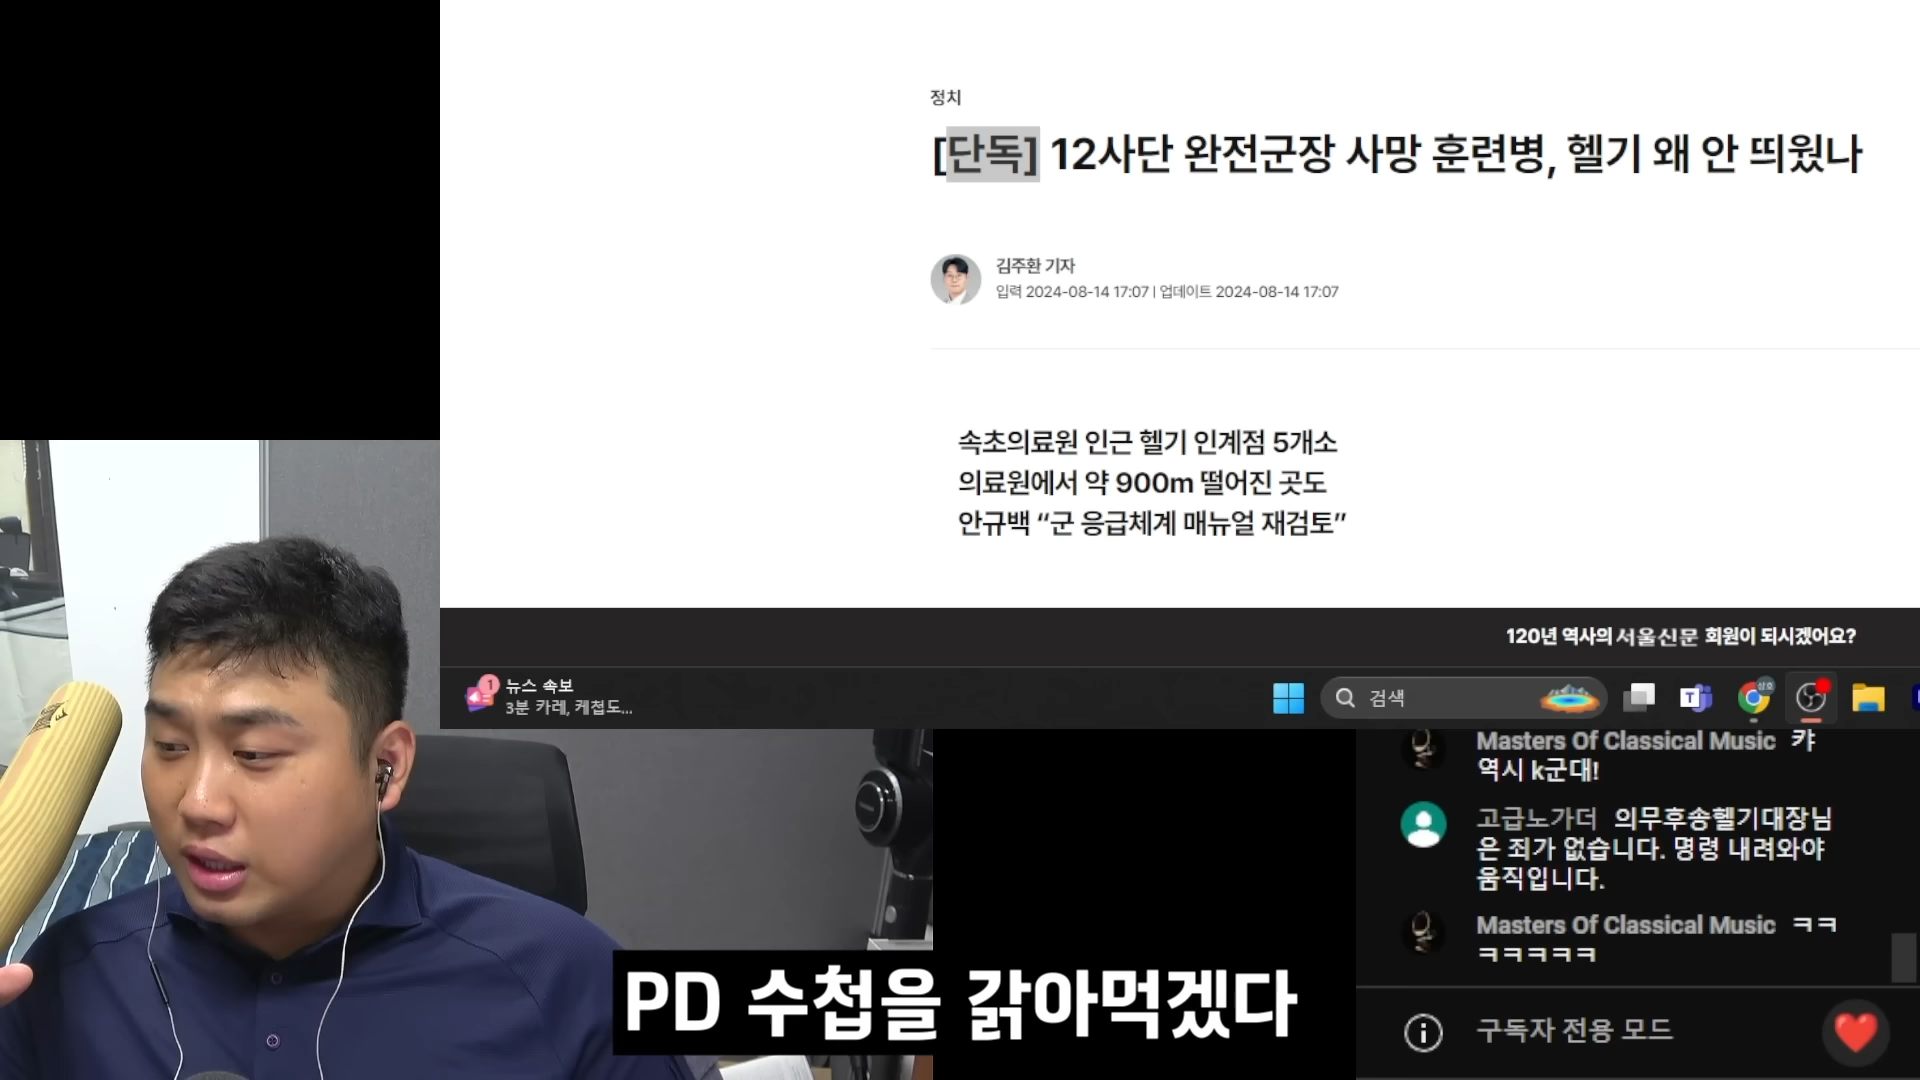 정치
[단독] 12사단 완전군장 사망 훈련병, 헬기 왜 안 띄웠나
김주환 기자
입력 2024-08-14 17:07 | 업데이트 2024-08-14 17:07
속초의료원 인근 헬기 인계점 5개소
의료원에서 약 900m 떨어진 곳도
안규백 “군 응급체계 매뉴얼 재검토”
120년 역사의 서울신문 회원이 되시겠어요?
1
뉴스 속보
3분 카레, 케첩도...
검색
T
상호
Masters Of Classical Music 캬
역시 k군대!
고급노가더 의무후송헬기대장님
은 죄가 없습니다. 명령 내려와야
움직입니다.
Masters Of Classical Music ㅋㅋ
ㅋㅋㅋㅋㅋ
구독자 전용 모드
PD 수첩을 갉아먹겠다